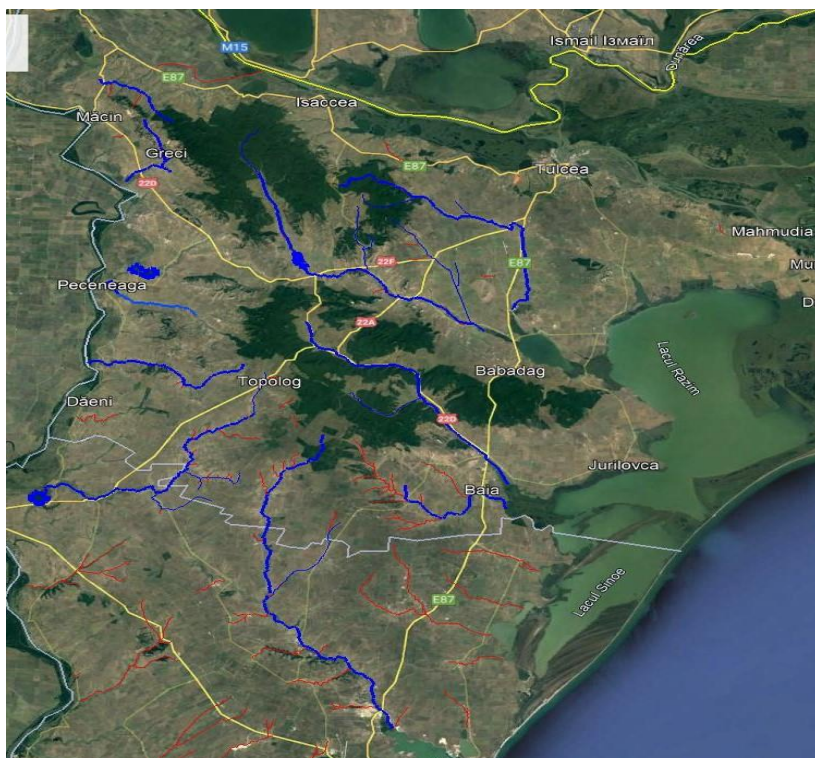 Ismail Ізмаїл
M15
Dunărea
E87
Isaccea
Măcin
Greci
E87
Tulcea
22D
Mahmudia
E87
22F
Mu
Peceneaga
D
22A
Lacul Razim
Babadag
Topolog
Dăeni
22D
Jurilovca
Baia
Lacul Sinoe
E87